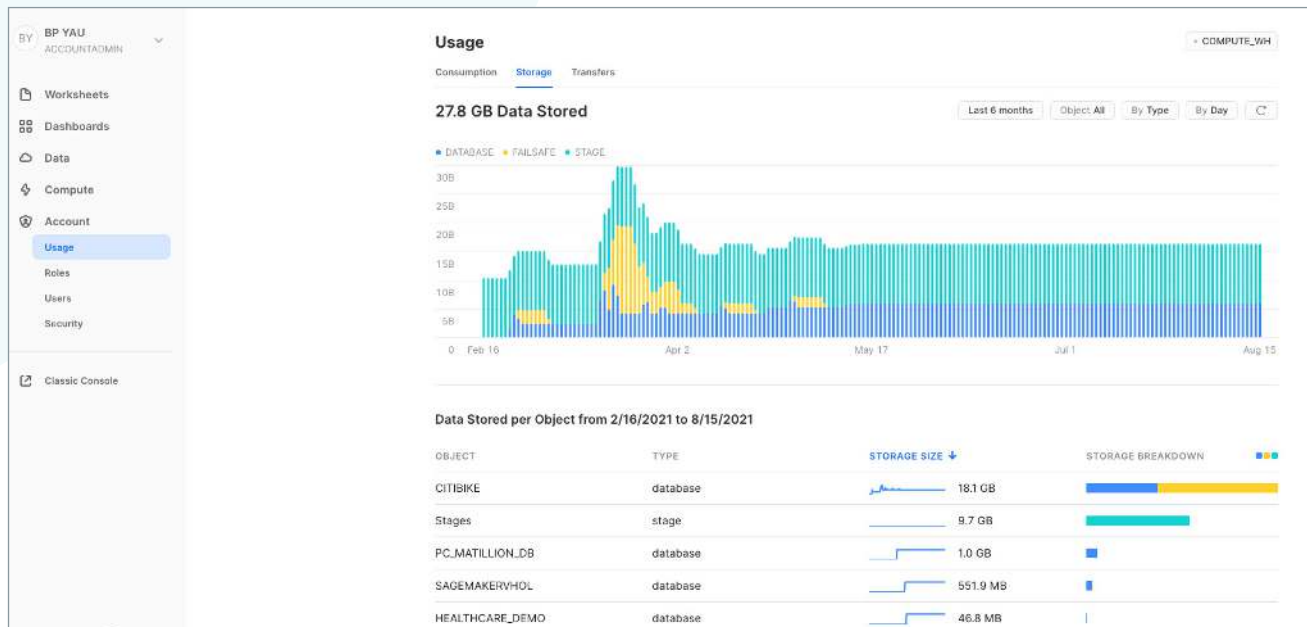 BY
BP YAU
ACCOUNTADMIN
Worksheets
Dashboards
Data
Compute
Account
Usage
Roles
Users
Security
Classic Console
Usage
COMPUTE_WH
Consumption Storage Transfers
27.8 GB Data Stored
Last 6 months Object All By Type By Day
DATABASE FAILSAFE STAGE
30B
25B
20B
15B
10B
5B
0 Feb 16 Apr 2 May 17 Jul 1 Aug 15
Data Stored per Object from 2/16/2021 to 8/15/2021
OBJECT TYPE STORAGE SIZE STORAGE BREAKDOWN
CITIBIKE database 18.1 GB
Stages stage 9.7 GB
PC_MATILLION_DB database 1.0 GB
SAGEMAKERVHOL database 551.9 MB
HEALTHCARE_DEMO database 46.8 MB